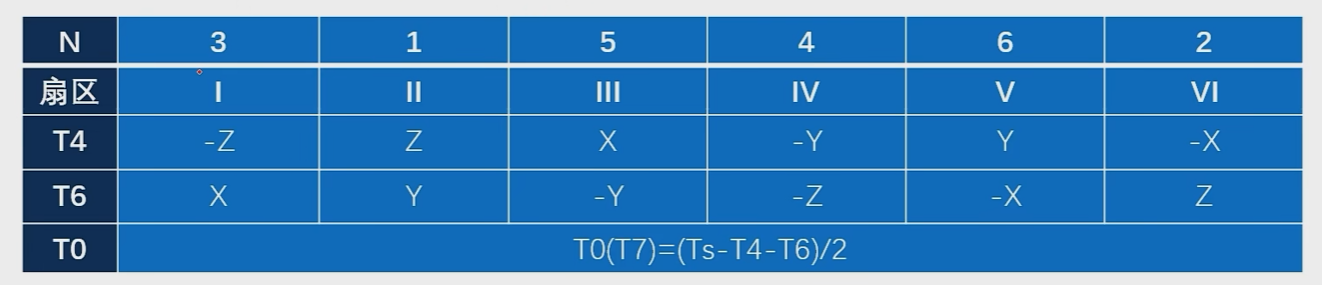 N 3 1 5 4 6 2
扇区 I II III IV V VI
T4 -Z Z X -Y Y -X
T6 X Y -Y -Z -X Z
T0 T0(T7)=(Ts-T4-T6)/2